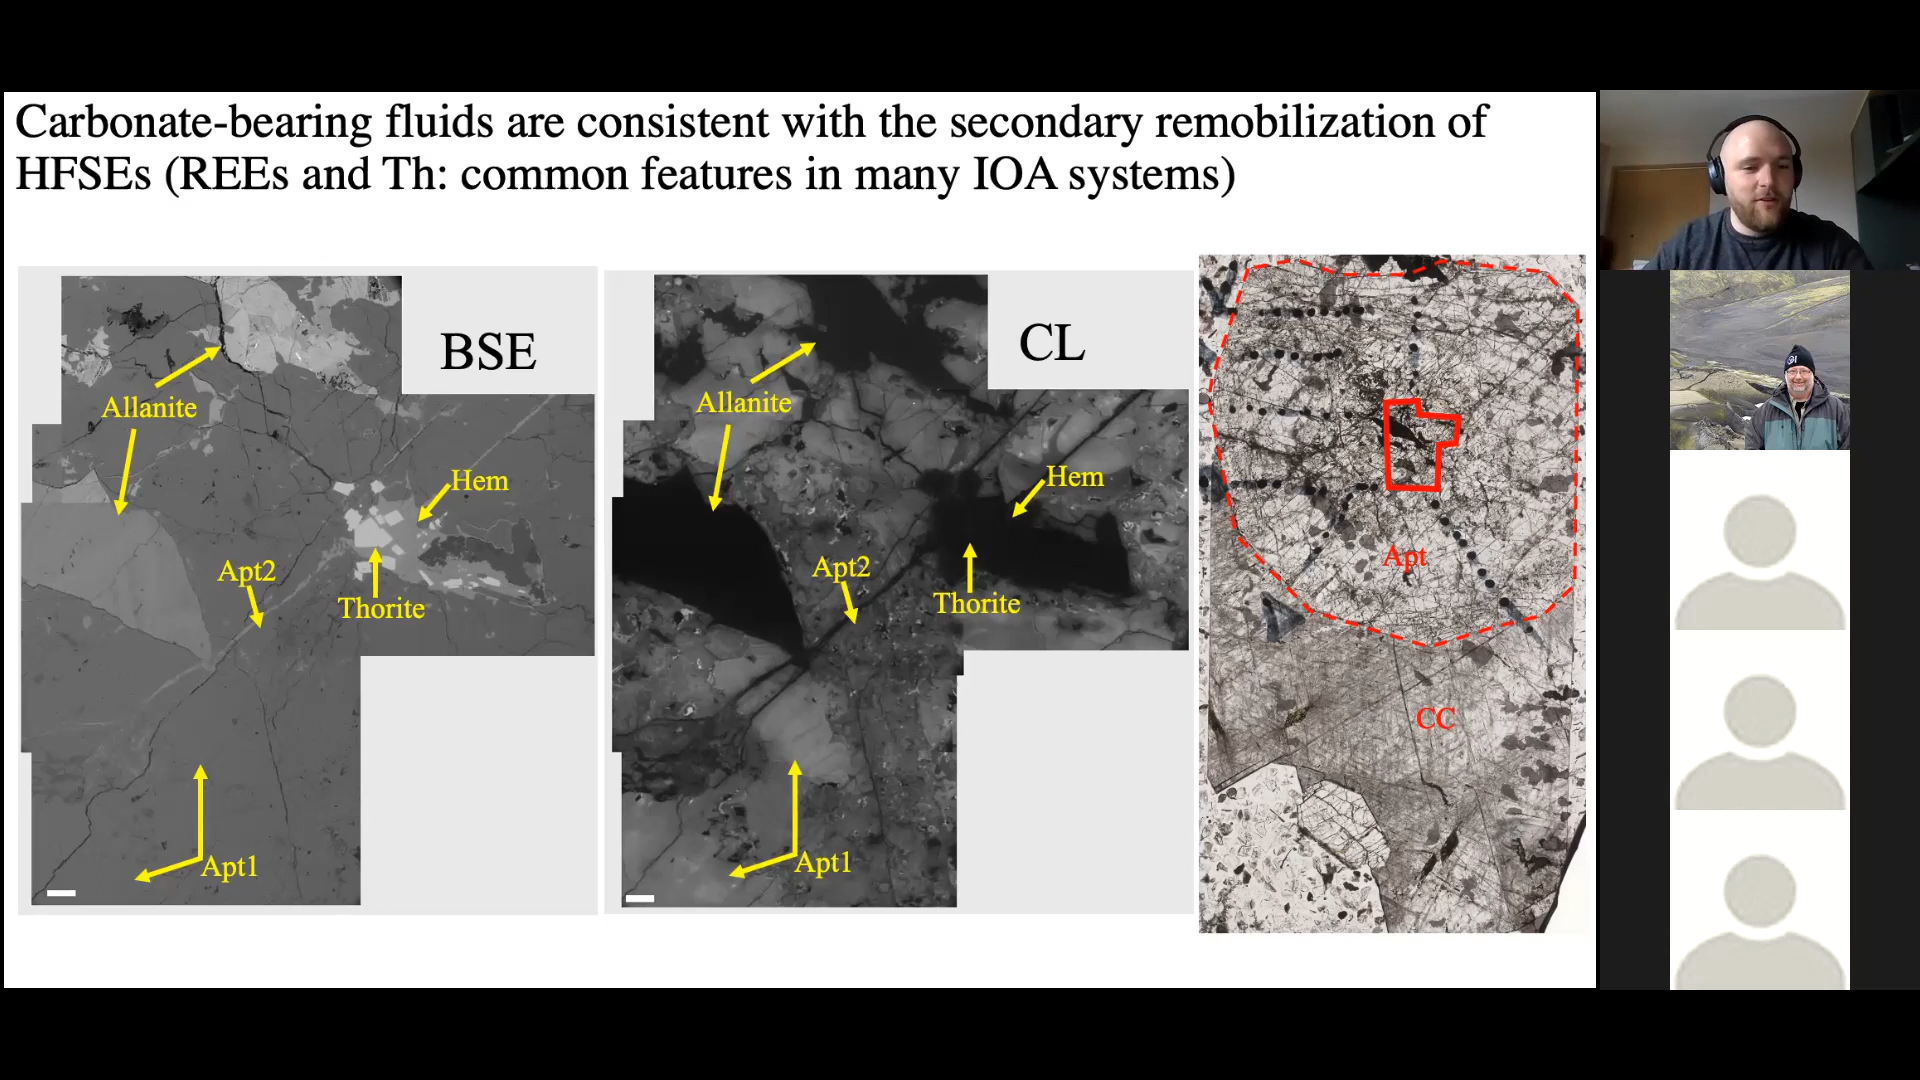 Carbonate-bearing fluids are consistent with the secondary remobilization of
HFSEs (REEs and Th: common features in many IOA systems)
BSE
Allanite
Hem
Apt2
Thorite
Apt1
CL
Allanite
Hem
Apt2
Thorite
Apt1
Apt
CC